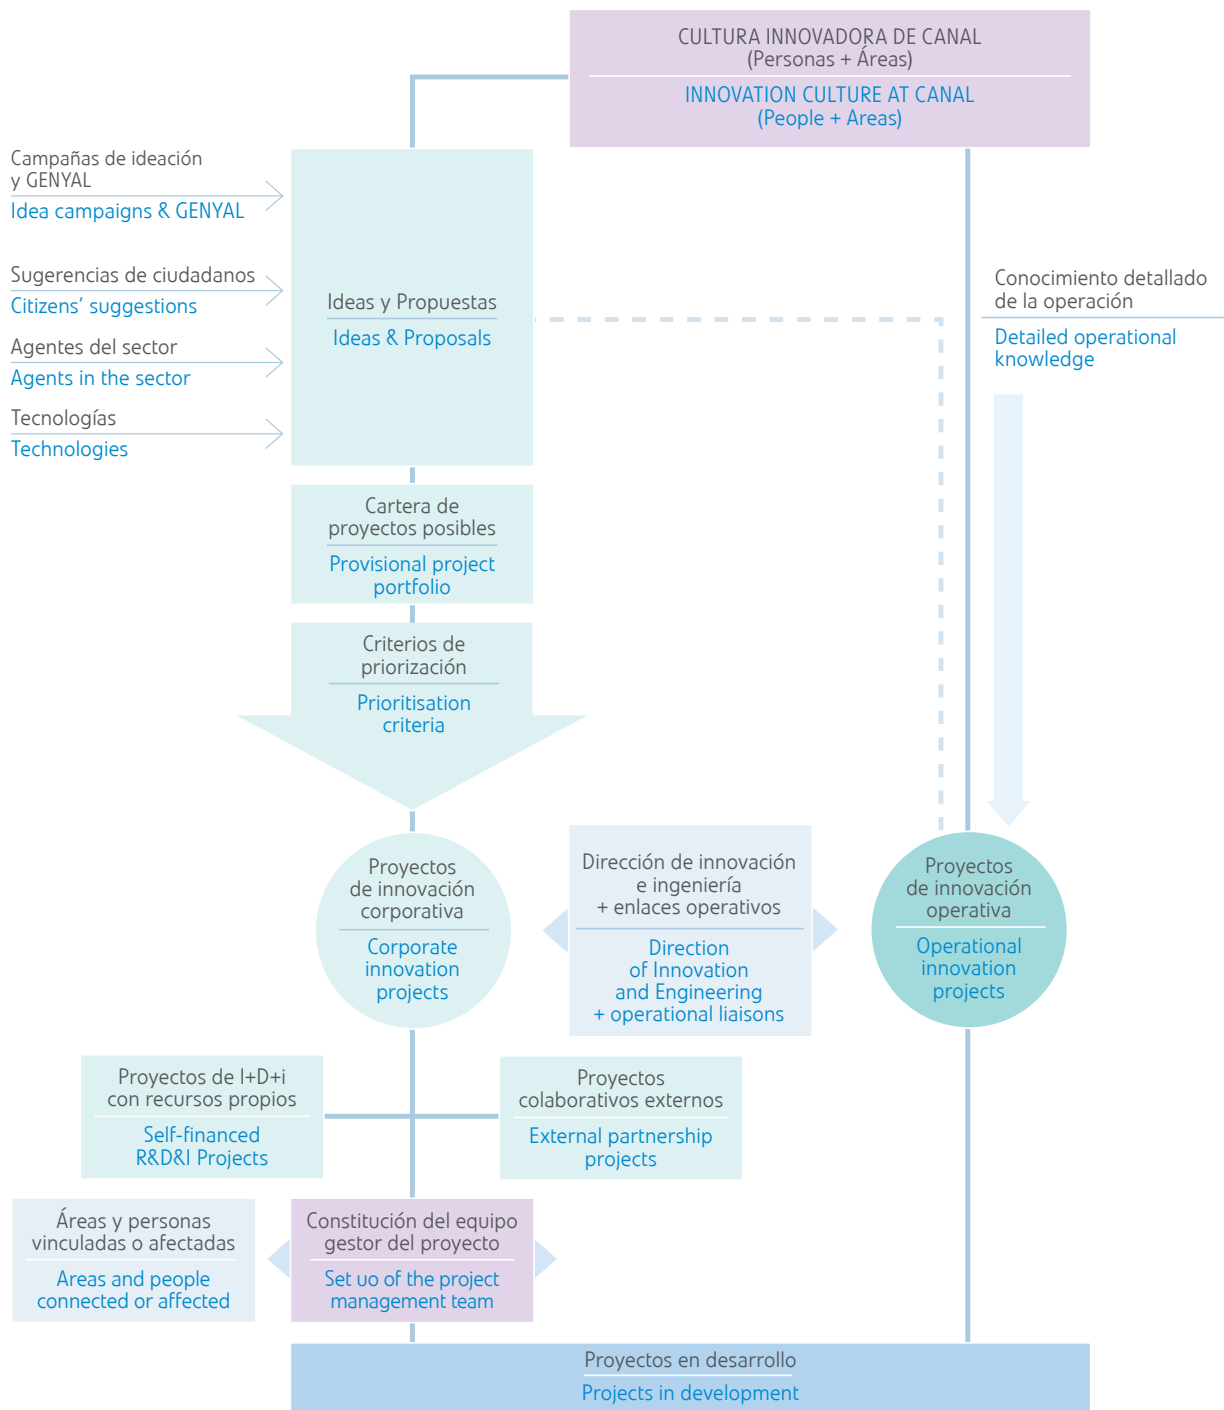 CULTURA INNOVADORA DE CANAL
(Personas + Áreas)
INNOVATION CULTURE AT CANAL
(People + Areas)
Campañas de ideación
y GENYAL
Idea campaigns & GENYAL
Sugerencias de ciudadanos
Citizens’ suggestions
Agentes del sector
Agents in the sector
Tecnologías
Technologies
Ideas y Propuestas
Ideas & Proposals
Conocimiento detallado
de la operación
Detailed operational
knowledge
Cartera de
proyectos posibles
Provisional project
portfolio
Criterios de
priorización
Prioritisation
criteria
Proyectos
de innovación
corporativa
Corporate
innovation
projects
Dirección de innovación
e ingeniería
+ enlaces operativos
Direction
of Innovation
and Engineering
+ operational liaisons
Proyectos
de innovación
operativa
Operational
innovation
projects
Proyectos de I+D+i
con recursos propios
Self-financed
R&D&I Projects
Proyectos
colaborativos externos
External partnership
projects
Áreas y personas
vinculadas o afectadas
Areas and people
connected or affected
Constitución del equipo
gestor del proyecto
Set uo of the project
management team
Proyectos en desarrollo
Projects in development